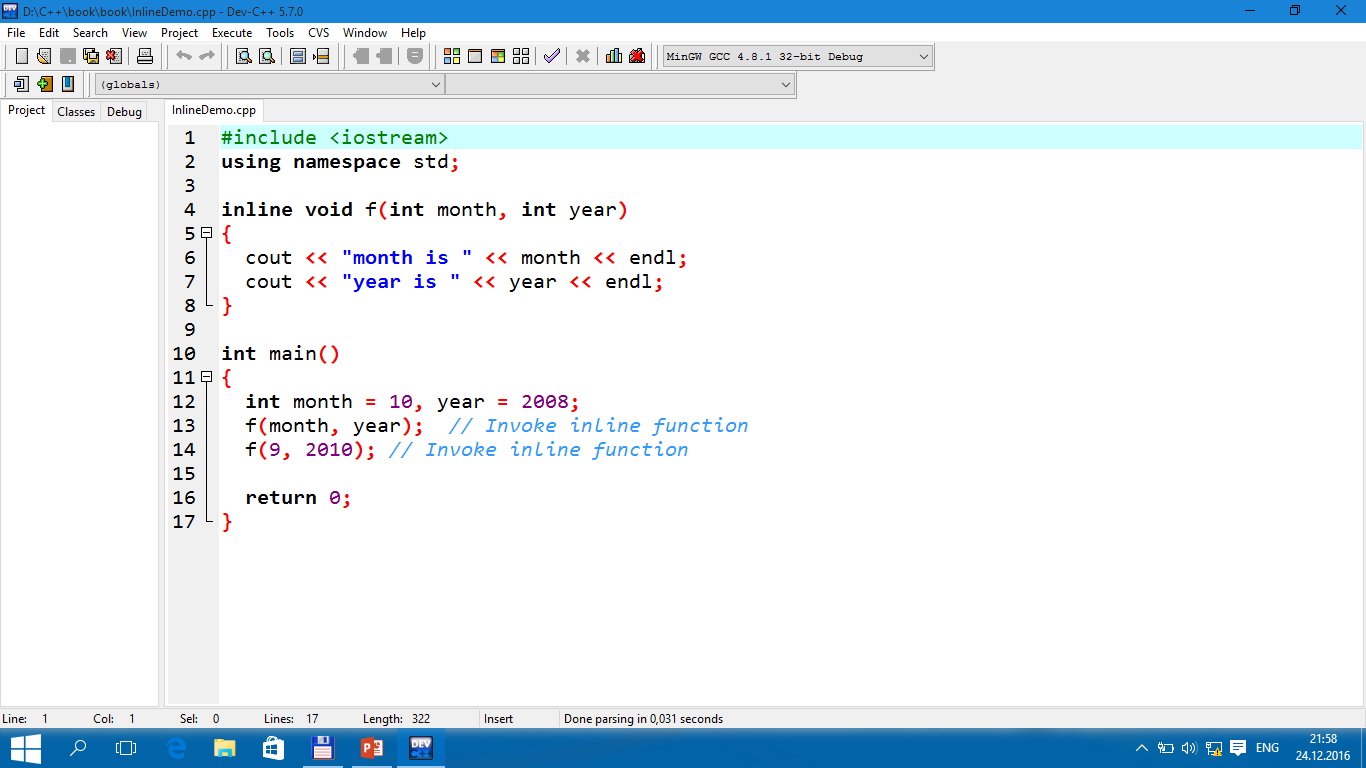 D:\C++\book\book\InlineDemo.cpp - Dev-C++ 5.7.0
File Edit Search View Project Execute Tools CVS Window Help
MinGW GCC 4.8.1 32-bit Debug
(globals)
Project Classes Debug InlineDemo.cpp
1 #include <iostream>
2 using namespace std;
3
4 inline void f(int month, int year)
5 {
6 cout << "month is " << month << endl;
7 cout << "year is " << year << endl;
8 }
9
10 int main()
11 {
12 int month = 10, year = 2008;
13 f(month, year); // Invoke inline function
14 f(9, 2010); // Invoke inline function
15
16 return 0;
17 }
Line: 1 Col: 1 Sel: 0 Lines: 17 Length: 322 Insert Done parsing in 0,031 seconds
DEV C++
ENG
21:58
24.12.2016